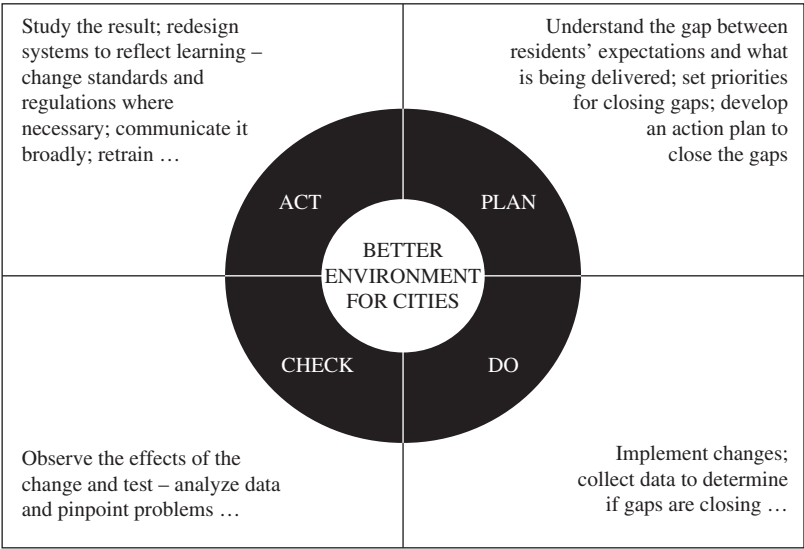 Study the result; redesign
systems to reflect learning –
change standards and
regulations where
necessary; communicate it
broadly; retrain …
Understand the gap between
residents’ expectations and what
is being delivered; set priorities
for closing gaps; develop
an action plan to
close the gaps
ACT
PLAN
BETTER
ENVIRONMENT
FOR CITIES
CHECK
DO
Observe the effects of the
change and test – analyze data
and pinpoint problems …
Implement changes;
collect data to determine
if gaps are closing …